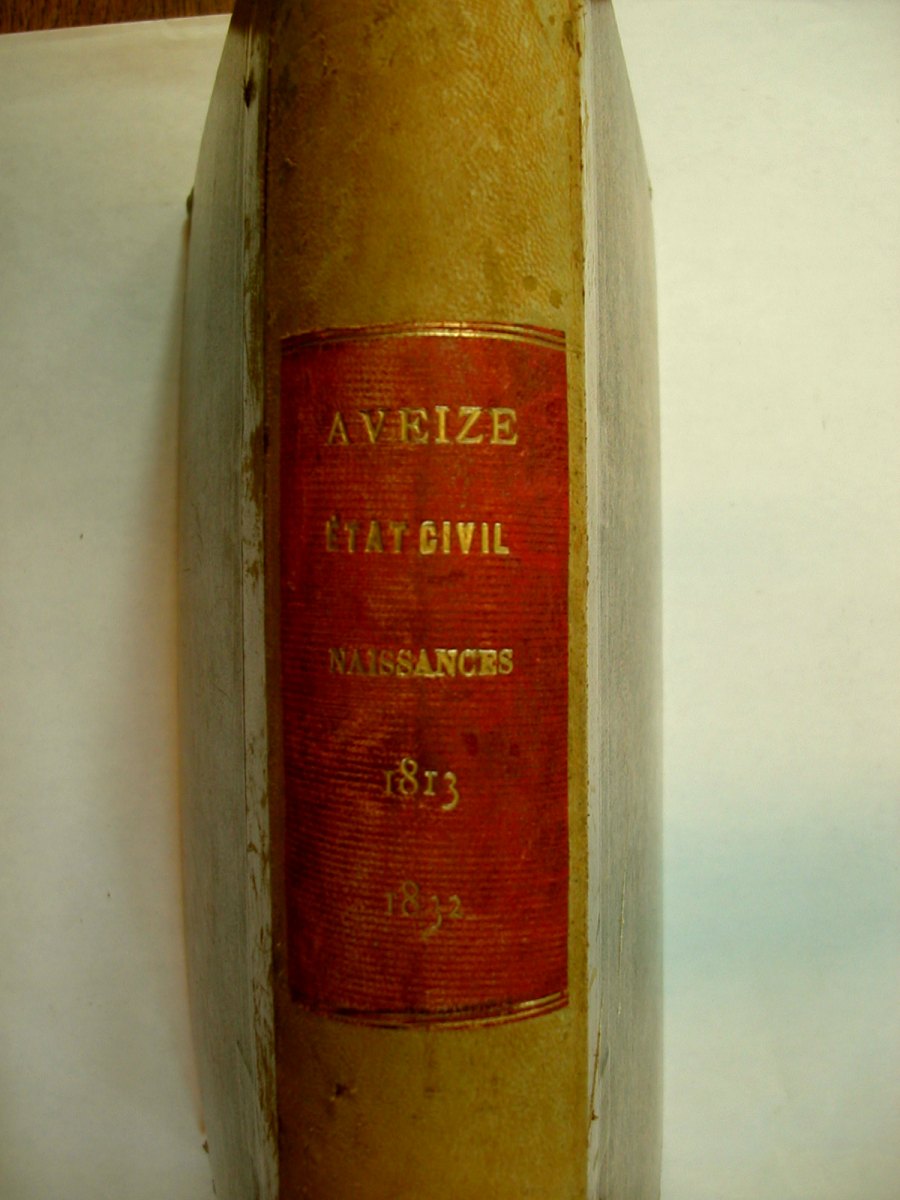 AVEIZE
ÉTAT CIVIL
NAISSANCES
1813
1832